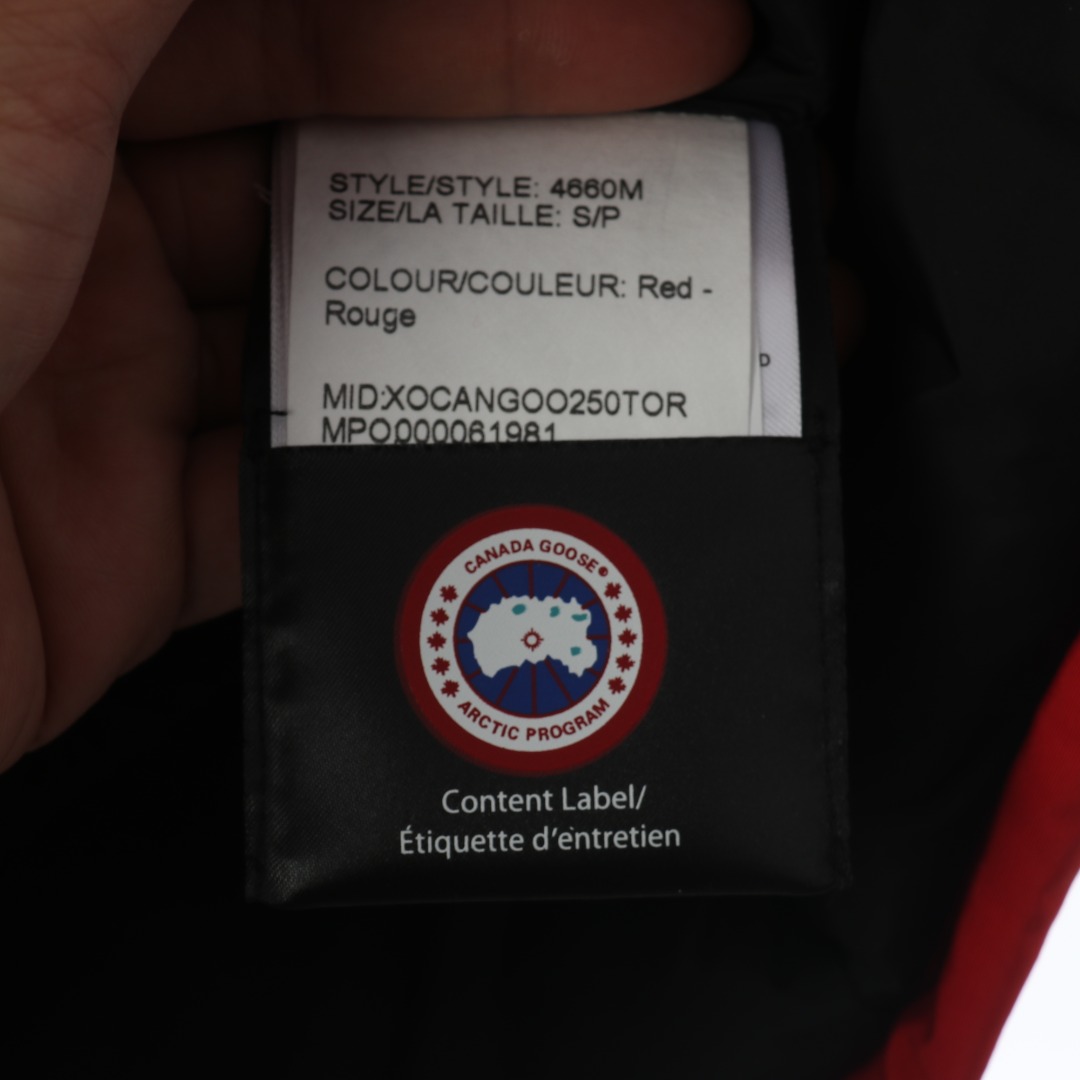 STYLE/STYLE: 4660M
SIZE/LA TAILLE: S/P
COLOUR/COULEUR: Red -
Rouge
MID:XOCANGOO250TOR
MPO000061981
D
CANADA GOOSE®
ARCTIC PROGRAM
Content Label/
Étiquette d'entretien